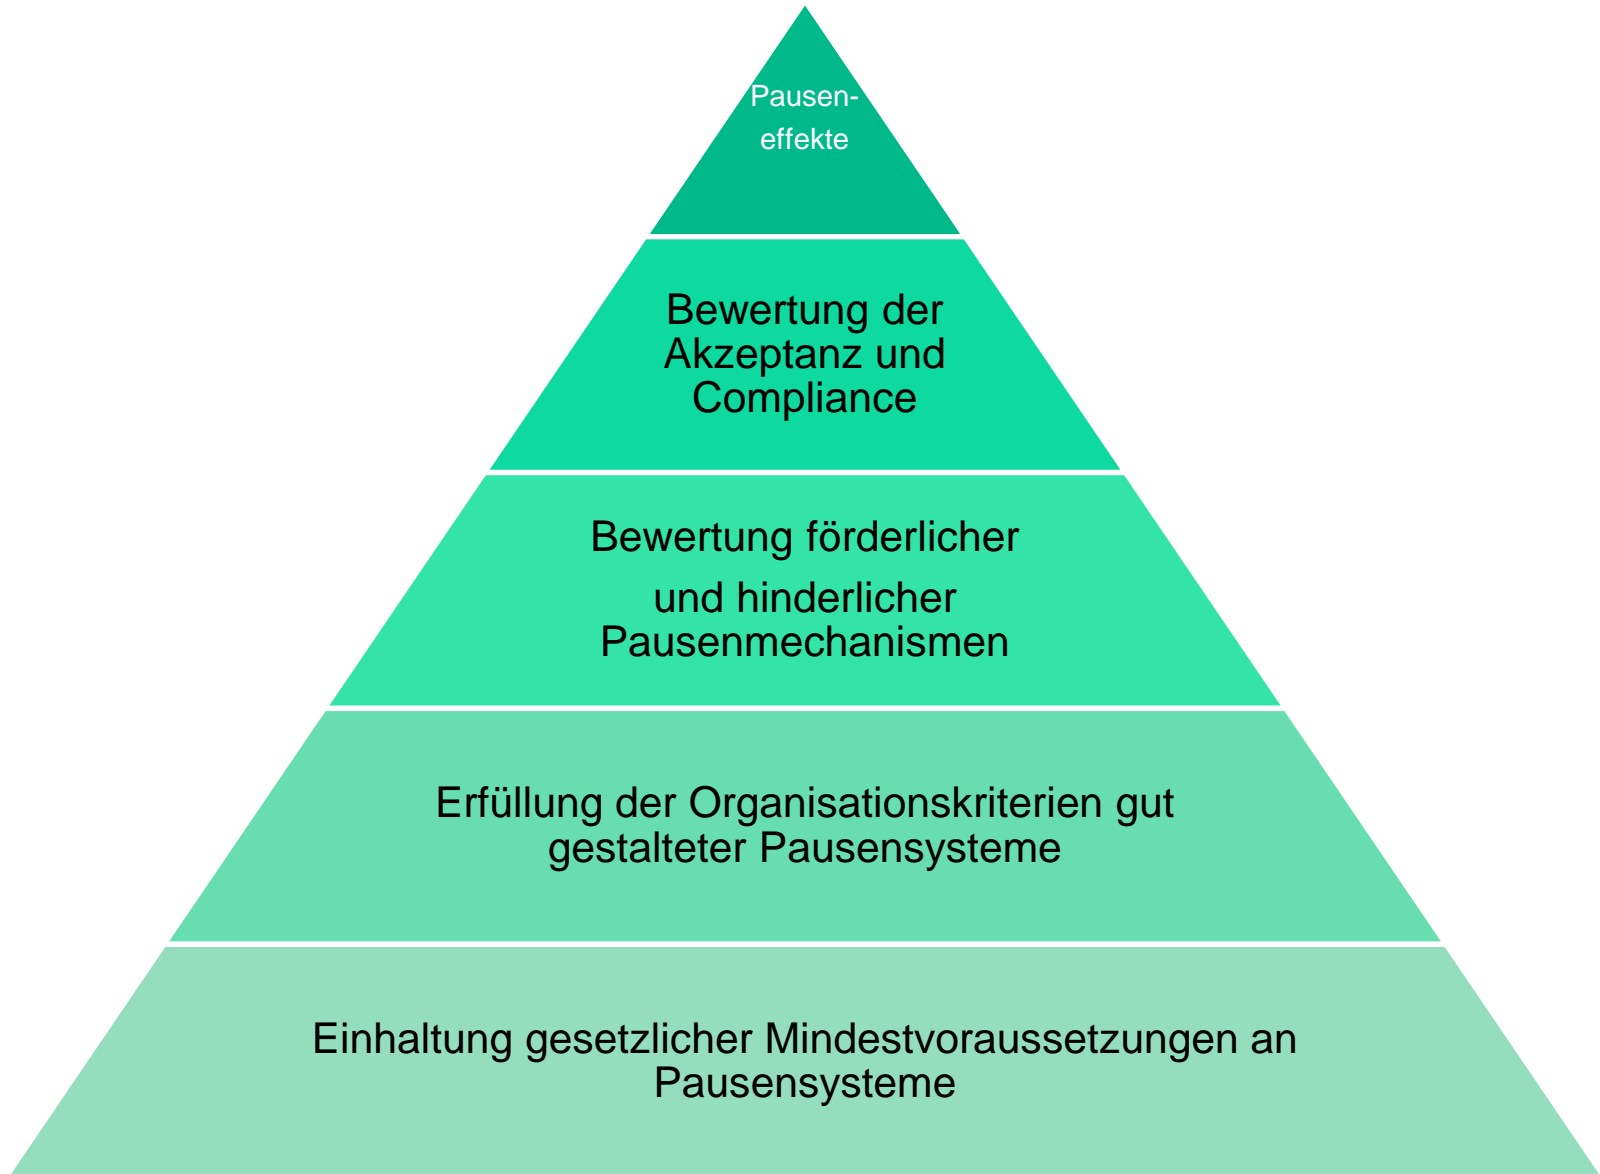 Pausen-
effekte
Bewertung der
Akzeptanz und
Compliance
Bewertung förderlicher
und hinderlicher
Pausenmechanismen
Erfüllung der Organisationskriterien gut
gestalteter Pausensysteme
Einhaltung gesetzlicher Mindestvoraussetzungen an
Pausensysteme